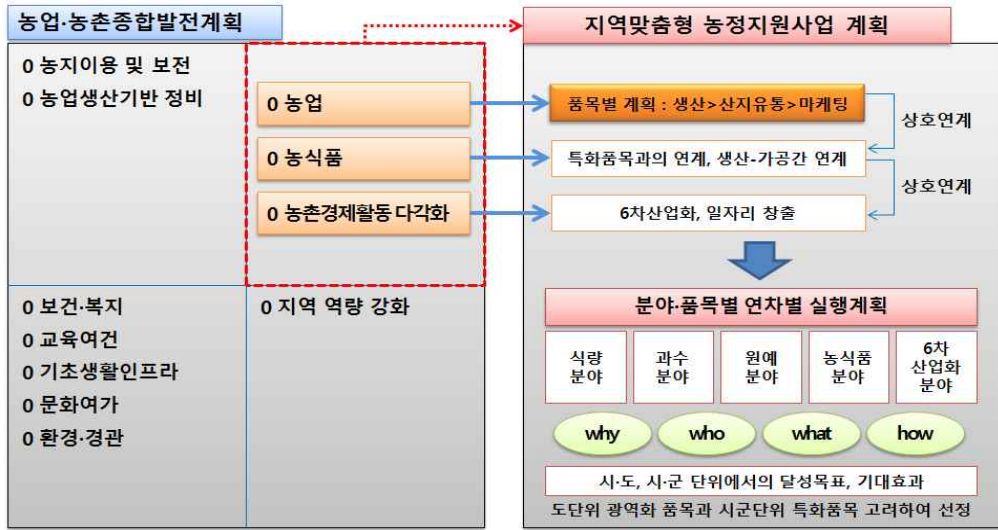 농업·농촌종합발전계획
0 농지이용 및 보전
0 농업생산기반 정비
0 농업
0 농식품
0 농촌경제활동 다각화
0 보건·복지
0 교육여건
0 기초생활인프라
0 문화여가
0 환경·경관
0 지역 역량 강화
지역맞춤형 농정지원사업 계획
품목별 계획 : 생산>산지유통>마케팅
상호연계
특화품목과의 연계, 생산-가공간 연계
상호연계
6차산업화, 일자리 창출
분야·품목별 연차별 실행계획
식량
분야
과수
분야
원예
분야
농식품
분야
6차
산업화
분야
why
who
what
how
시·도, 시·군 단위에서의 달성목표, 기대효과
도단위 광역화 품목과 시군단위 특화품목 고려하여 선정